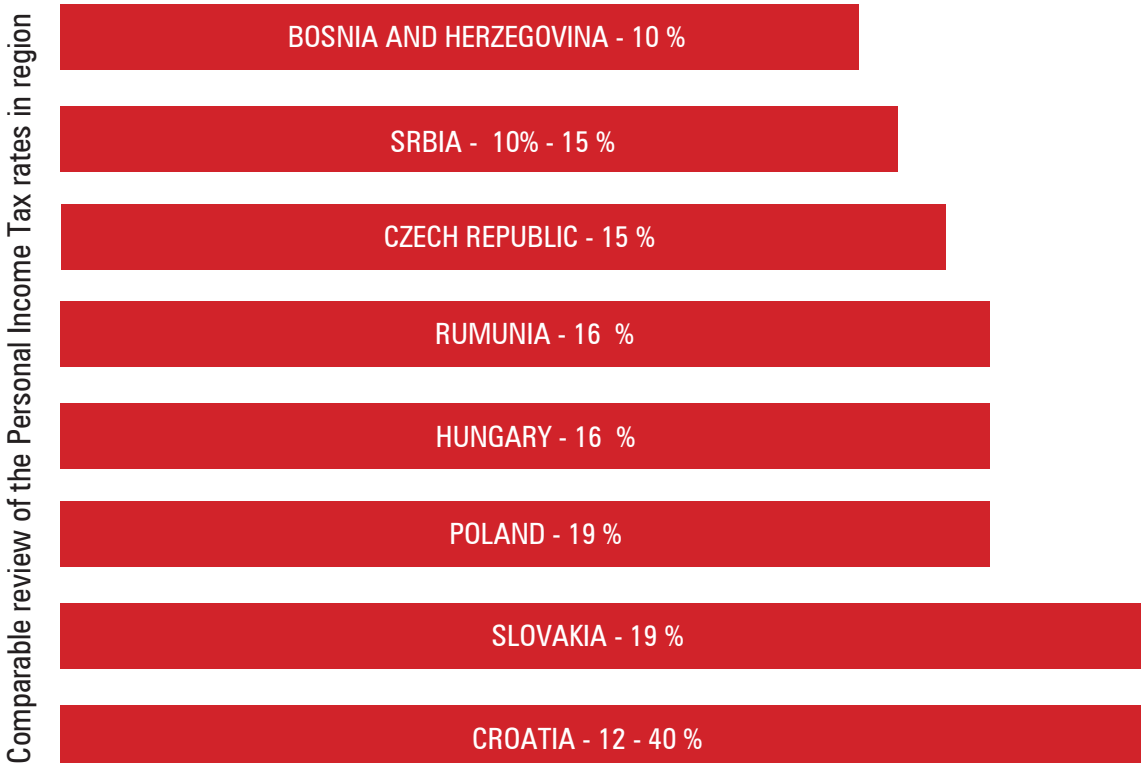 Comparable review of the Personal Income Tax rates in region
BOSNIA AND HERZEGOVINA - 10 %
SRBIA - 10% - 15 %
CZECH REPUBLIC - 15 %
RUMUNIA - 16 %
HUNGARY - 16 %
POLAND - 19 %
SLOVAKIA - 19 %
CROATIA - 12 - 40 %